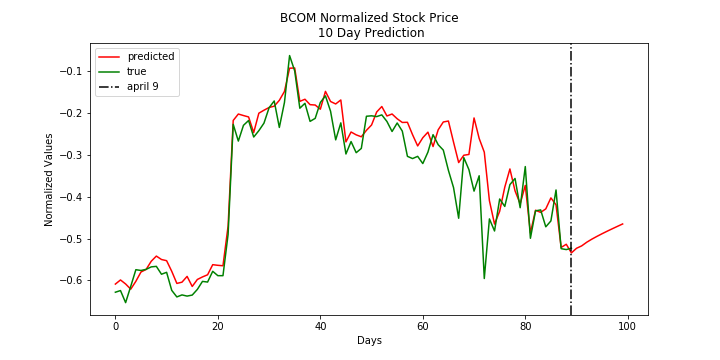 BCOM Normalized Stock Price
10 Day Prediction
predicted
true
april 9
Normalized Values
−0.1
−0.2
−0.3
−0.4
−0.5
−0.6
0
20
40
60
80
100
Days